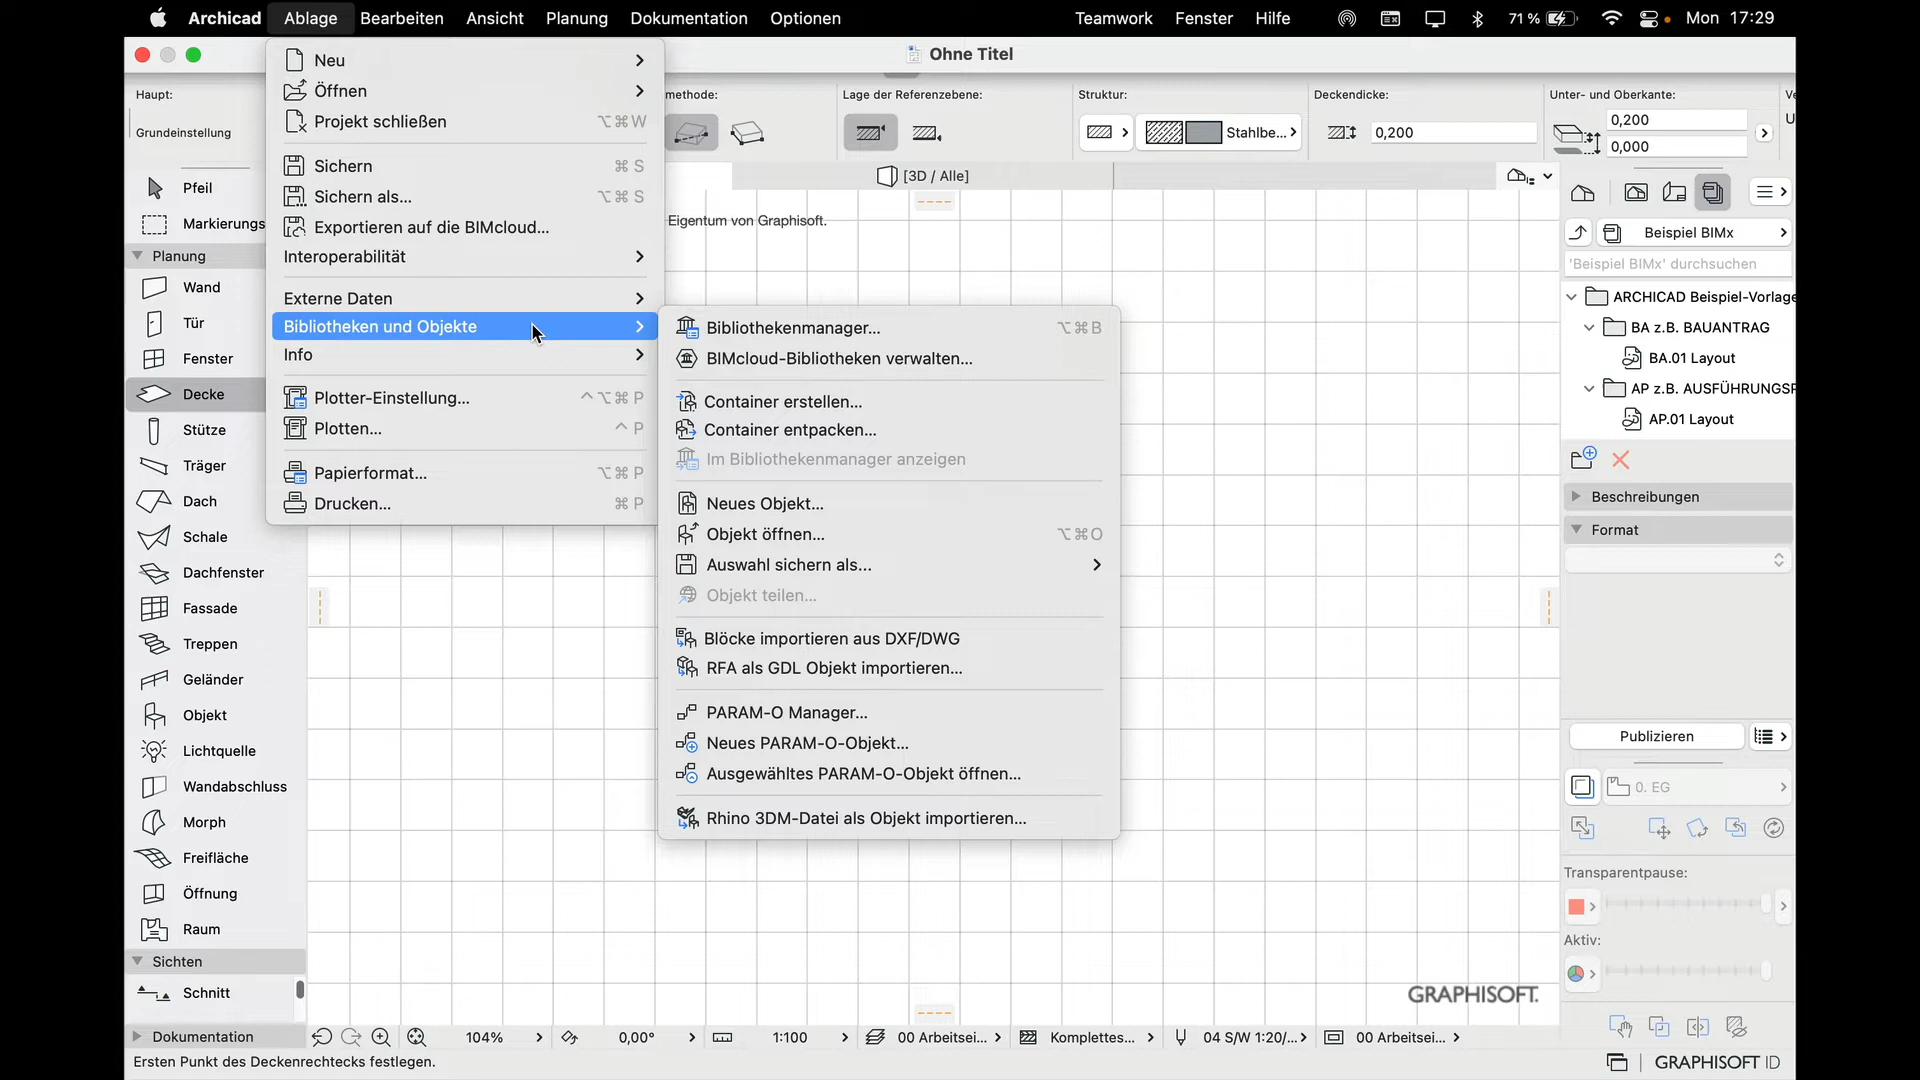 Archicad Ablage Bearbeiten Ansicht Planung Dokumentation Optionen Teamwork Fenster Hilfe 71 % Mon 17:29
Ohne Titel
Haupt:
Grundeinstellung
methode:
Lage der Referenzebene:
Struktur:
Stahlbe...
Deckendicke:
0,200
Unter- und Oberkante:
0,200
0,000
Neu
Öffnen
Projekt schließen ⌥⌘W
Sichern ⌘S
Sichern als... ⌥⌘S
Exportieren auf die BIMcloud...
Interoperabilität
Externe Daten
Bibliotheken und Objekte
Info
Plotter-Einstellung... ^⌥⌘P
Plotten... ^P
Papierformat... ⌥⌘P
Drucken... ⌘P
Bibliothekenmanager... ⌥⌘B
BIMcloud-Bibliotheken verwalten...
Container erstellen...
Container entpacken...
Im Bibliothekenmanager anzeigen
Neues Objekt...
Objekt öffnen... ⌥⌘O
Auswahl sichern als...
Objekt teilen...
Blöcke importieren aus DXF/DWG
RFA als GDL Objekt importieren...
PARAM-O Manager...
Neues PARAM-O-Objekt...
Ausgewähltes PARAM-O-Objekt öffnen...
Rhino 3DM-Datei als Objekt importieren...
Pfeil
Markierungs
Planung
Wand
Tür
Fenster
Decke
Stütze
Träger
Dach
Schale
Dachfenster
Fassade
Treppen
Geländer
Objekt
Lichtquelle
Wandabschluss
Morph
Freifläche
Öffnung
Raum
Sichten
Schnitt
Dokumentation
[3D / Alle]
Eigentum von Graphisoft.
GRAPHISOFT.
Beispiel BIMx
'Beispiel BIMx' durchsuchen
ARCHICAD Beispiel-Vorlage
BA z.B. BAUANTRAG
BA.01 Layout
AP z.B. AUSFÜHRUNGSP
AP.01 Layout
Beschreibungen
Format
Publizieren
0. EG
Transparentpause:
Aktiv:
104% 0,00° 1:100 00 Arbeitsei... Komplettes... 04 S/W 1:20/... 00 Arbeitsei...
Ersten Punkt des Deckenrechtecks festlegen.
GRAPHISOFT ID